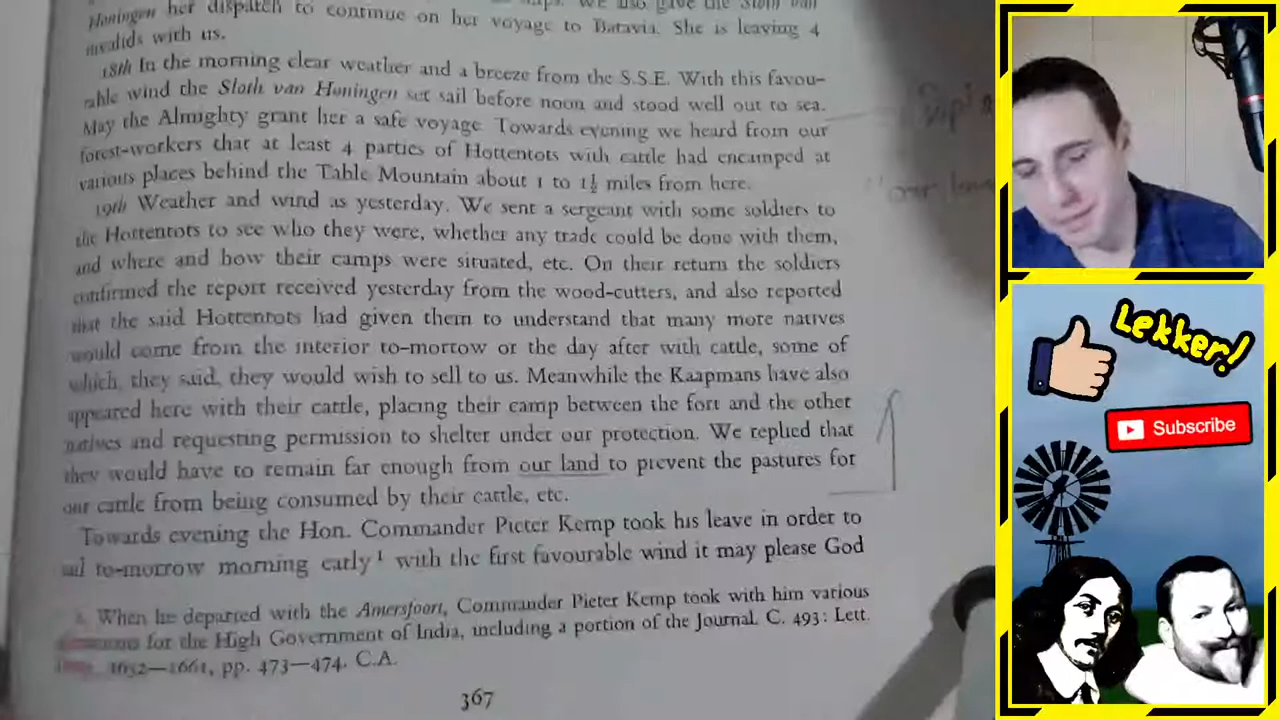 Honingen her dispatch to continue on her voyage to Batavia. She is leaving 4
invalids with us.
18th In the morning clear weather and a breeze from the S.S.E. With this favou-
rable wind the Sloth van Honingen set sail before noon and stood well out to sea.
May the Almighty grant her a safe voyage. Towards evening we heard from our
forest-workers that at least 4 parties of Hottentots with cattle had encamped at
various places behind the Table Mountain about 1 to 1½ miles from here.
19th Weather and wind as yesterday. We sent a sergeant with some soldiers to
the Hottentots to see who they were, whether any trade could be done with them,
and where and how their camps were situated, etc. On their return the soldiers
confirmed the report received yesterday from the wood-cutters, and also reported
that the said Hottentots had given them to understand that many more natives
would come from the interior to-morrow or the day after with cattle, some of
which, they said, they would wish to sell to us. Meanwhile the Kaapmans have also
appeared here with their cattle, placing their camp between the fort and the other
natives and requesting permission to shelter under our protection. We replied that
they would have to remain far enough from our land to prevent the pastures for
our cattle from being consumed by their cattle, etc.
Towards evening the Hon. Commander Pieter Kemp took his leave in order to
sail to-morrow morning early¹ with the first favourable wind it may please God
When he departed with the Amersfoort, Commander Pieter Kemp took with him various
for the High Government of India, including a portion of the Journal. C. 493: Lett.
1652—1661, pp. 473—474. C.A.
367
Lekker!
Subscribe